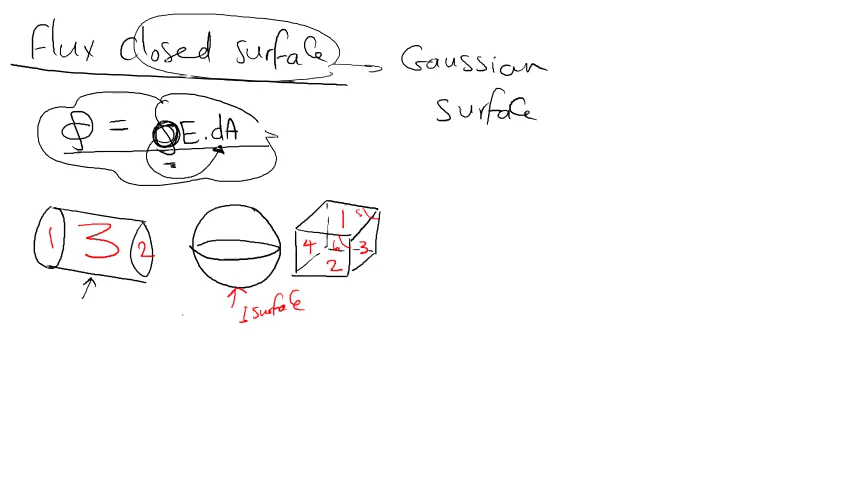 Flux closed surface → Gaussian
surface
Φ = ∮E.dA
1 3 2
1 5
4 6 3
2
1 surface